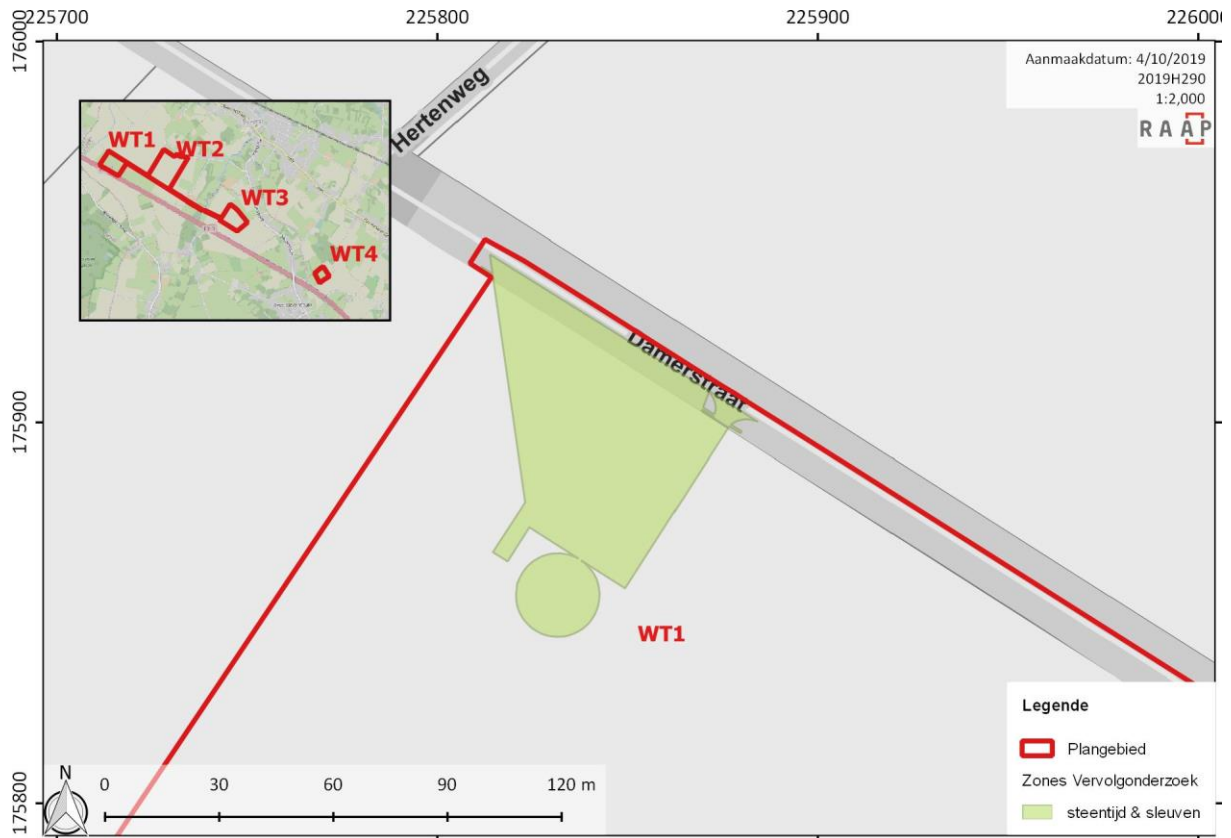 225700
225800
225900
226000
176000
175900
175800
Aanmaakdatum: 4/10/2019
2019H290
1:2,000
RAAP
Hertenweg
WT1
WT2
WT3
WT4
Damerstraat
WT1
N
0 30 60 90 120 m
Legende
Plangebied
Zones Vervolgonderzoek
steentijd & sleuven